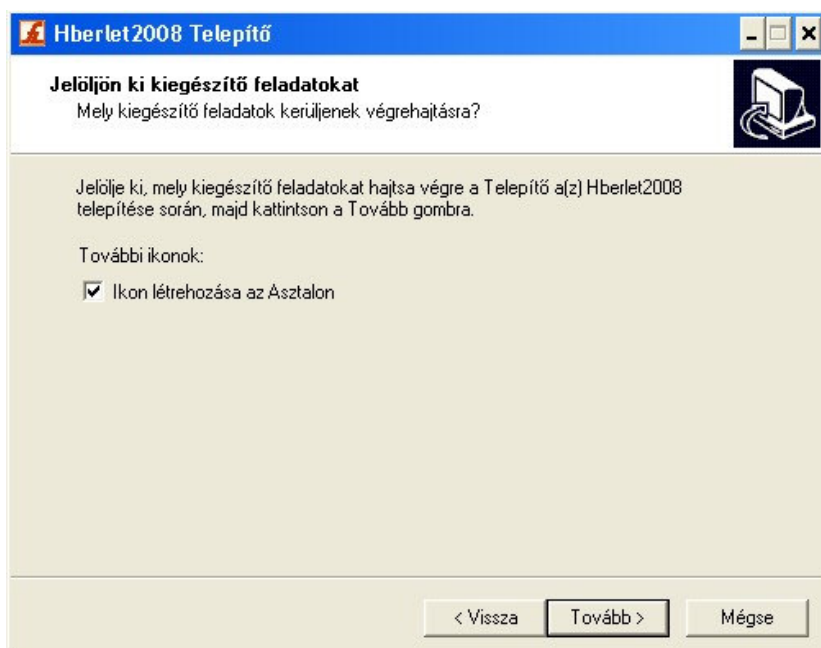 Hberlet2008 Telepítő
Jelöljön ki kiegészítő feladatokat
Mely kiegészítő feladatok kerüljenek végrehajtásra?
Jelölje ki, mely kiegészítő feladatokat hajtsa végre a Telepítő a(z) Hberlet2008
telepítése során, majd kattintson a Tovább gombra.
További ikonok:
Ikon létrehozása az Asztalon
< Vissza
Tovább >
Mégse